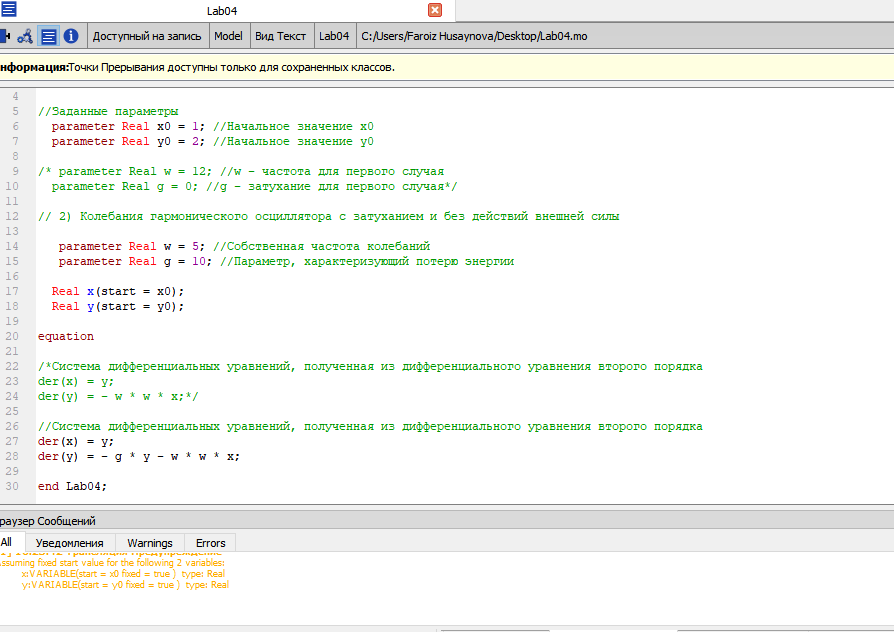 Lab04
Доступный на запись Model Вид Текст Lab04 C:/Users/Faroiz Husaynova/Desktop/Lab04.mo
нформация:Точки Прерывания доступны только для сохраненных классов.
4
5 //Заданные параметры
6 parameter Real x0 = 1; //Начальное значение x0
7 parameter Real y0 = 2; //Начальное значение y0
8
9 /* parameter Real w = 12; //w - частота для первого случая
10 parameter Real g = 0; //g - затухание для первого случая*/
11
12 // 2) Колебания гармонического осциллятора с затуханием и без действий внешней силы
13
14 parameter Real w = 5; //Собственная частота колебаний
15 parameter Real g = 10; //Параметр, характеризующий потерю энергии
16
17 Real x(start = x0);
18 Real y(start = y0);
19
20 equation
21
22 /*Система дифференциальных уравнений, полученная из дифференциального уравнения второго порядка
23 der(x) = y;
24 der(y) = - w * w * x;*/
25
26 //Система дифференциальных уравнений, полученная из дифференциального уравнения второго порядка
27 der(x) = y;
28 der(y) = - g * y - w * w * x;
29
30 end Lab04;
раузер Сообщений
All Уведомления Warnings Errors
Assuming fixed start value for the following 2 variables:
x:VARIABLE(start = x0 fixed = true ) type: Real
y:VARIABLE(start = y0 fixed = true ) type: Real